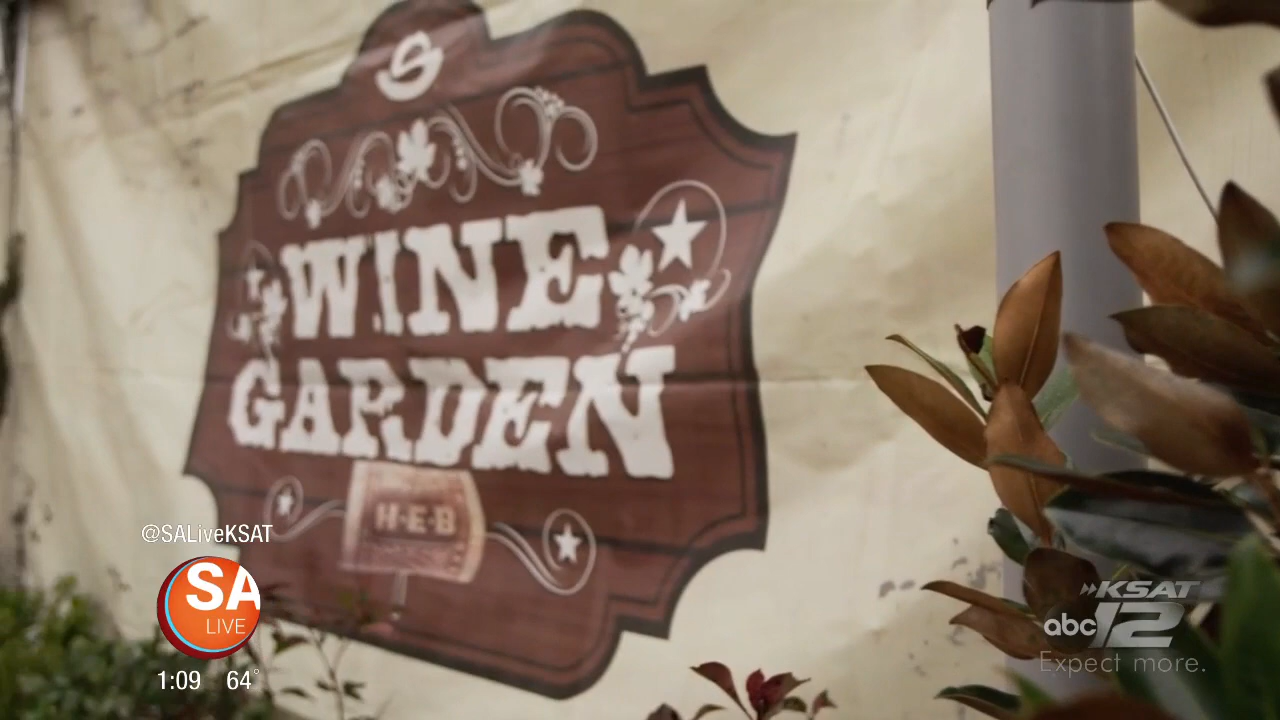 S
WINE
GARDEN
H-E-B
@SALiveKSAT
SA
LIVE
1:09 64°
KSAT
abc 12
Expect more.